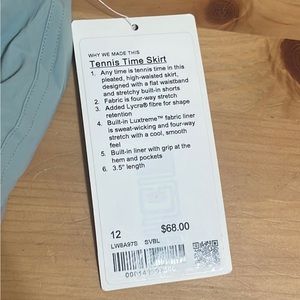 WHY WE MADE THIS
Tennis Time Skirt
1. Any time is tennis time in this
pleated, high-waisted skirt,
designed with a flat waistband
and stretchy built-in shorts
2. Fabric is four-way stretch
3. Added Lycra® fibre for shape
retention
4. Built-in Luxtreme™ fabric liner
is sweat-wicking and four-way
stretch with a cool, smooth
feel
5. Built-in liner with grip at the
hem and pockets
6. 3.5" length
12 $68.00
LW8A97S SVBL